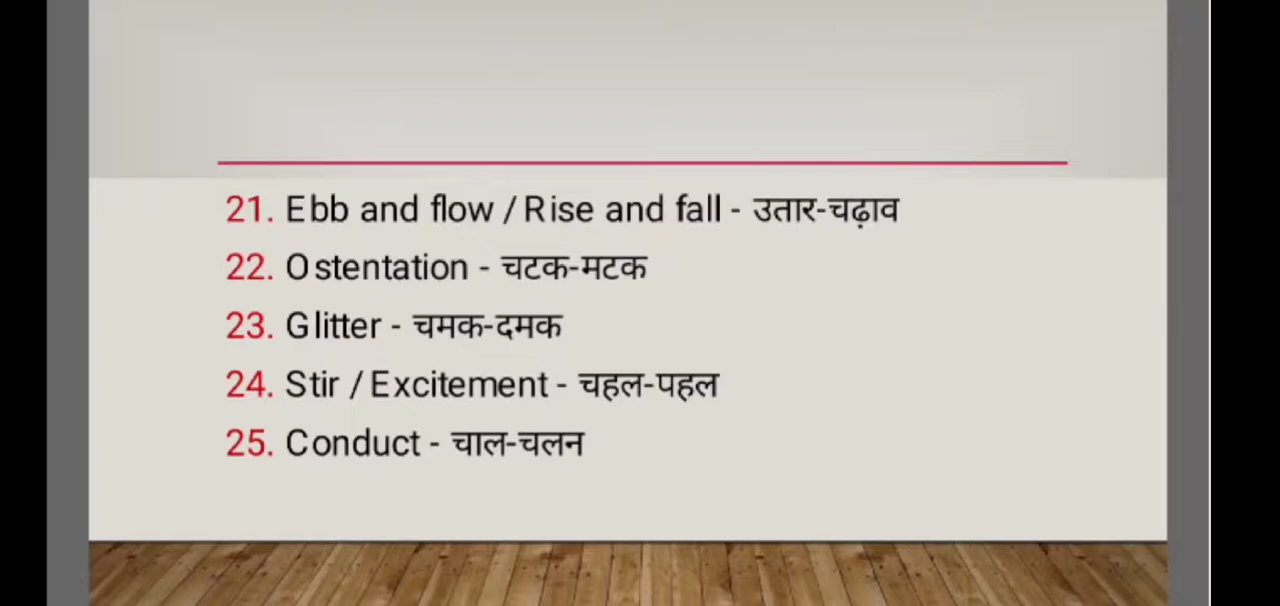 21. Ebb and flow / Rise and fall - उतार-चढ़ाव
22. Ostentation - चटक-मटक
23. Glitter - चमक-दमक
24. Stir / Excitement - चहल-पहल
25. Conduct - चाल-चलन